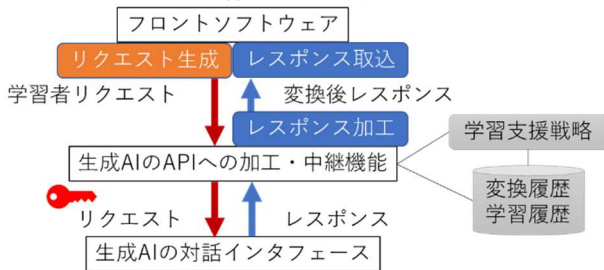 フロントソフトウェア
リクエスト生成
レスポンス取込
学習者リクエスト
変換後レスポンス
レスポンス加工
生成AIのAPIへの加工・中継機能
学習支援戦略
変換履歴
学習履歴
リクエスト
レスポンス
生成AIの対話インタフェース